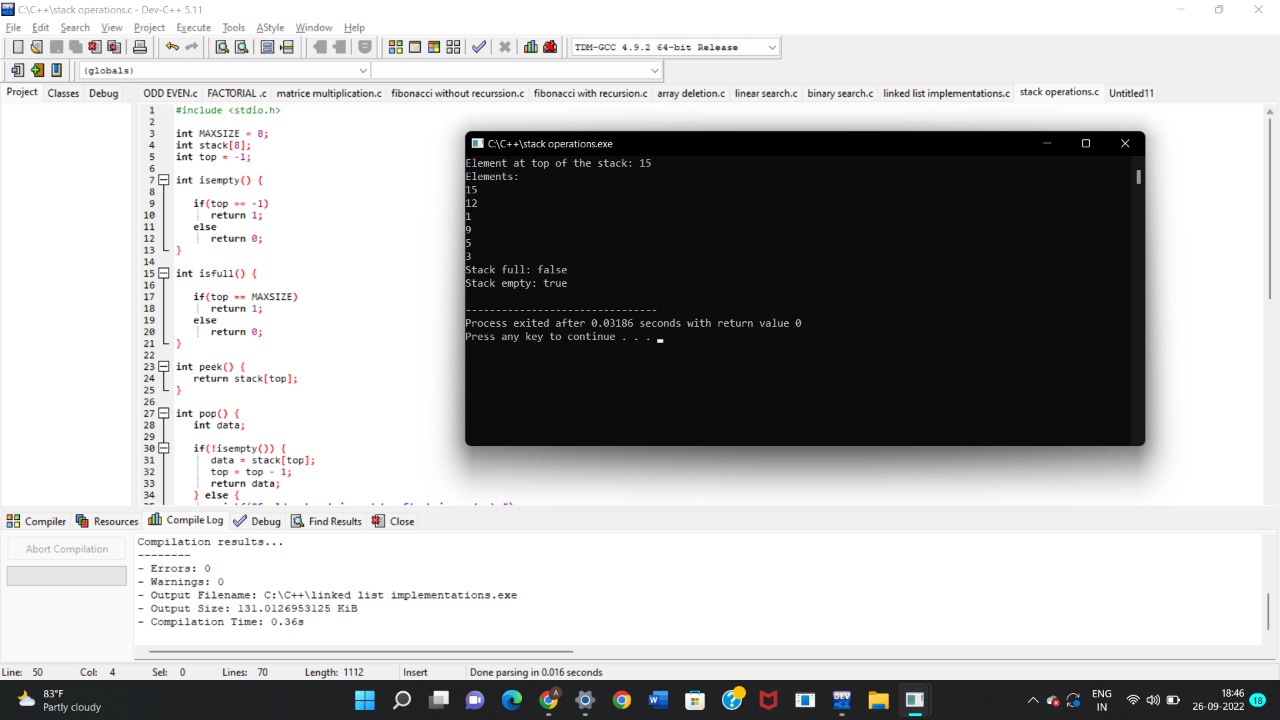 C:\C++\stack operations.c - Dev-C++ 5.11
File Edit Search View Project Execute Tools AStyle Window Help
TDM-GCC 4.9.2 64-bit Release
(globals)
Project Classes Debug
ODD EVEN.c FACTORIAL .c matrice multiplication.c fibonacci without recurssion.c fibonacci with recursion.c array deletion.c linear search.c binary search.c linked list implementations.c stack operations.c Untitled11
1 #include <stdio.h>
2
3 int MAXSIZE = 8;
4 int stack[8];
5 int top = -1;
6
7 int isempty() {
8
9 if(top == -1)
10 return 1;
11 else
12 return 0;
13 }
14
15 int isfull() {
16
17 if(top == MAXSIZE)
18 return 1;
19 else
20 return 0;
21 }
22
23 int peek() {
24 return stack[top];
25 }
26
27 int pop() {
28 int data;
29
30 if(!isempty()) {
31 data = stack[top];
32 top = top - 1;
33 return data;
34 } else {
C:\C++\stack operations.exe
Element at top of the stack: 15
Elements:
15
12
1
9
5
3
Stack full: false
Stack empty: true
--------------------------------
Process exited after 0.03186 seconds with return value 0
Press any key to continue . . .
Compiler Resources Compile Log Debug Find Results Close
Abort Compilation
Compilation results...
--------
- Errors: 0
- Warnings: 0
- Output Filename: C:\C++\linked list implementations.exe
- Output Size: 131.0126953125 KiB
- Compilation Time: 0.36s
Line: 50 Col: 4 Sel: 0 Lines: 70 Length: 1112 Insert Done parsing in 0.016 seconds
83°F
Partly cloudy
ENG
IN
18:46
26-09-2022
18